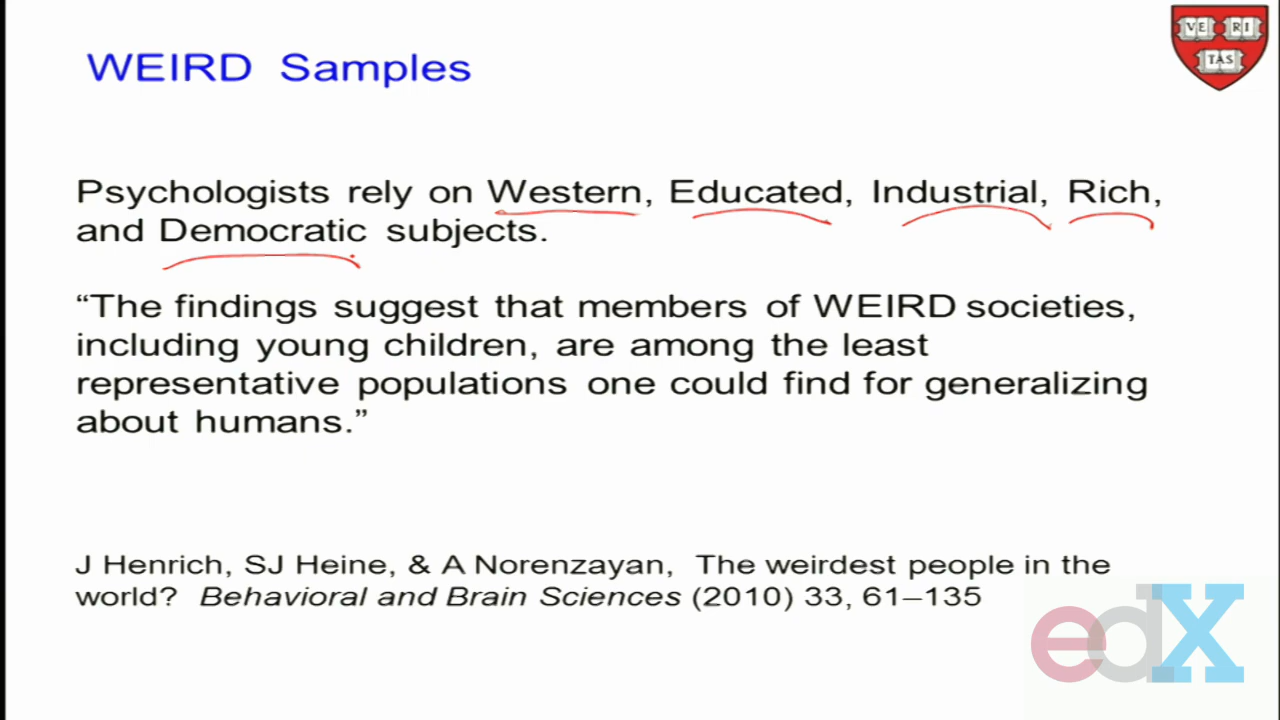 WEIRD Samples
VE RI
TAS
Psychologists rely on Western, Educated, Industrial, Rich,
and Democratic subjects.
“The findings suggest that members of WEIRD societies,
including young children, are among the least
representative populations one could find for generalizing
about humans.”
J Henrich, SJ Heine, & A Norenzayan, The weirdest people in the
world? Behavioral and Brain Sciences (2010) 33, 61–135
edX